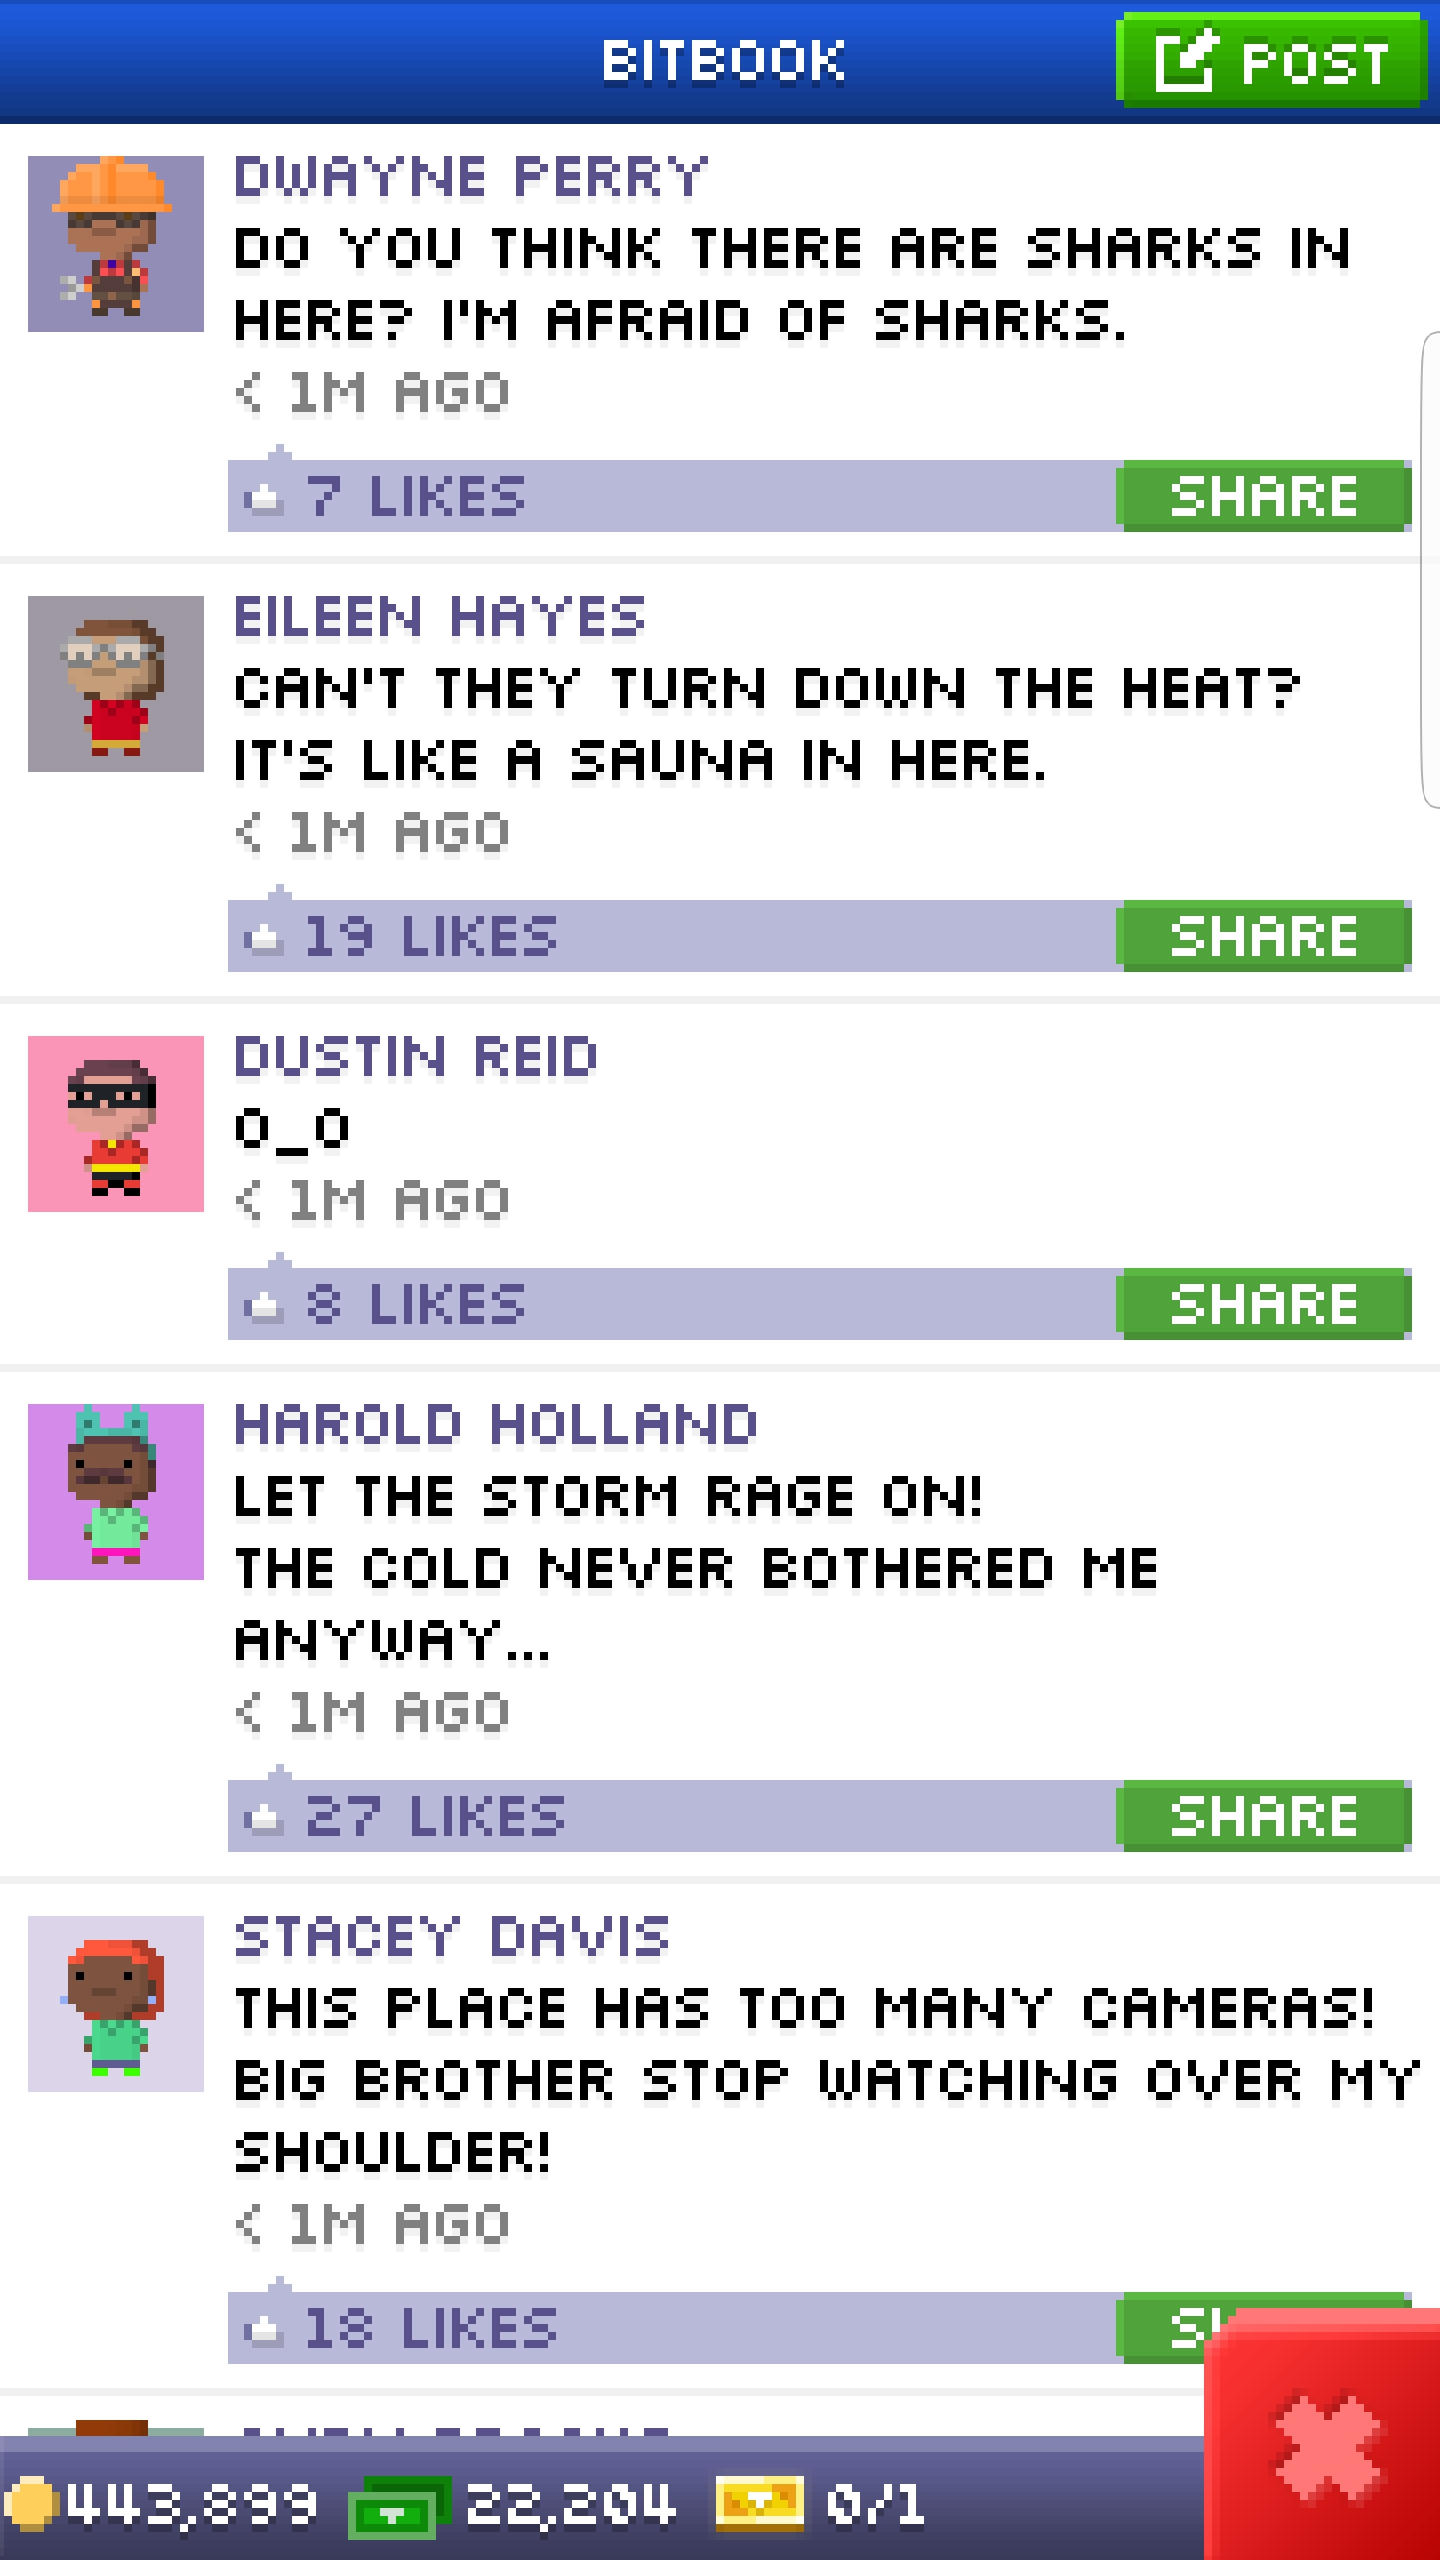 BITBOOK
POST
DWAYNE PERRY
DO YOU THINK THERE ARE SHARKS IN
HERE? I'M AFRAID OF SHARKS.
< 1M AGO
7 LIKES
SHARE
EILEEN HAYES
CAN'T THEY TURN DOWN THE HEAT?
IT'S LIKE A SAUNA IN HERE.
< 1M AGO
19 LIKES
SHARE
DUSTIN REID
O_O
< 1M AGO
8 LIKES
SHARE
HAROLD HOLLAND
LET THE STORM RAGE ON!
THE COLD NEVER BOTHERED ME
ANYWAY...
< 1M AGO
27 LIKES
SHARE
STACEY DAVIS
THIS PLACE HAS TOO MANY CAMERAS!
BIG BROTHER STOP WATCHING OVER MY
SHOULDER!
< 1M AGO
18 LIKES
443,899
22,204
0/1